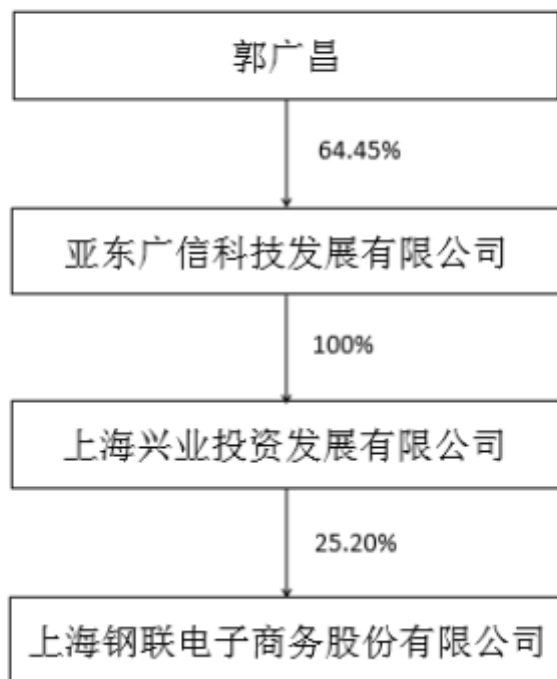 郭广昌
64.45%
亚东广信科技发展有限公司
100%
上海兴业投资发展有限公司
25.20%
上海钢联电子商务股份有限公司